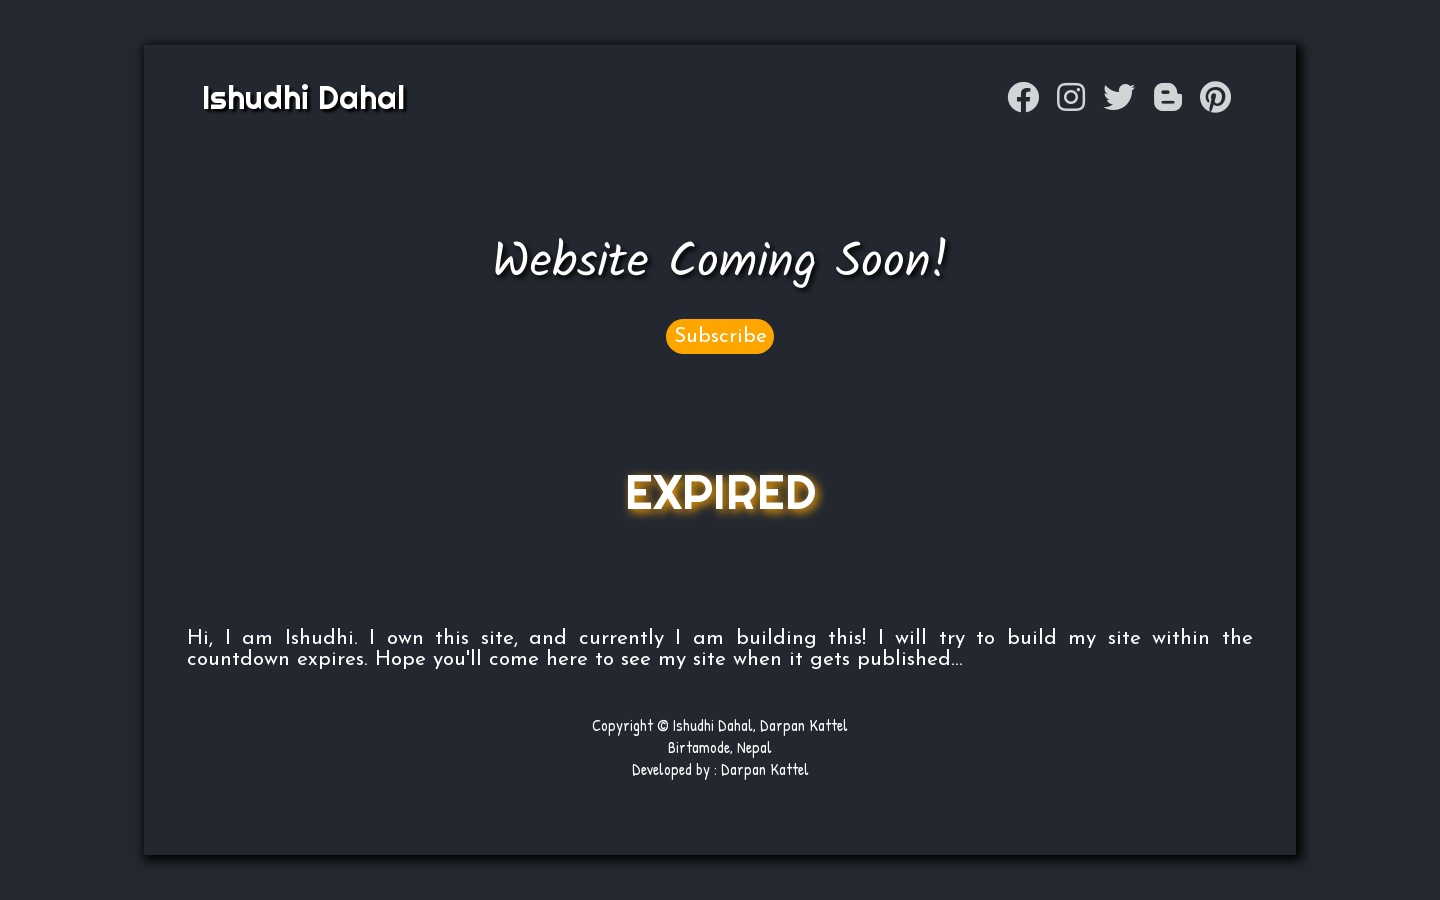 Ishudhi Dahal
Website Coming Soon!
Subscribe
EXPIRED
Hi, I am Ishudhi. I own this site, and currently I am building this! I will try to build my site within the
countdown expires. Hope you'll come here to see my site when it gets published...
Copyright © Ishudhi Dahal, Darpan Kattel
Birtamode, Nepal
Developed by : Darpan Kattel